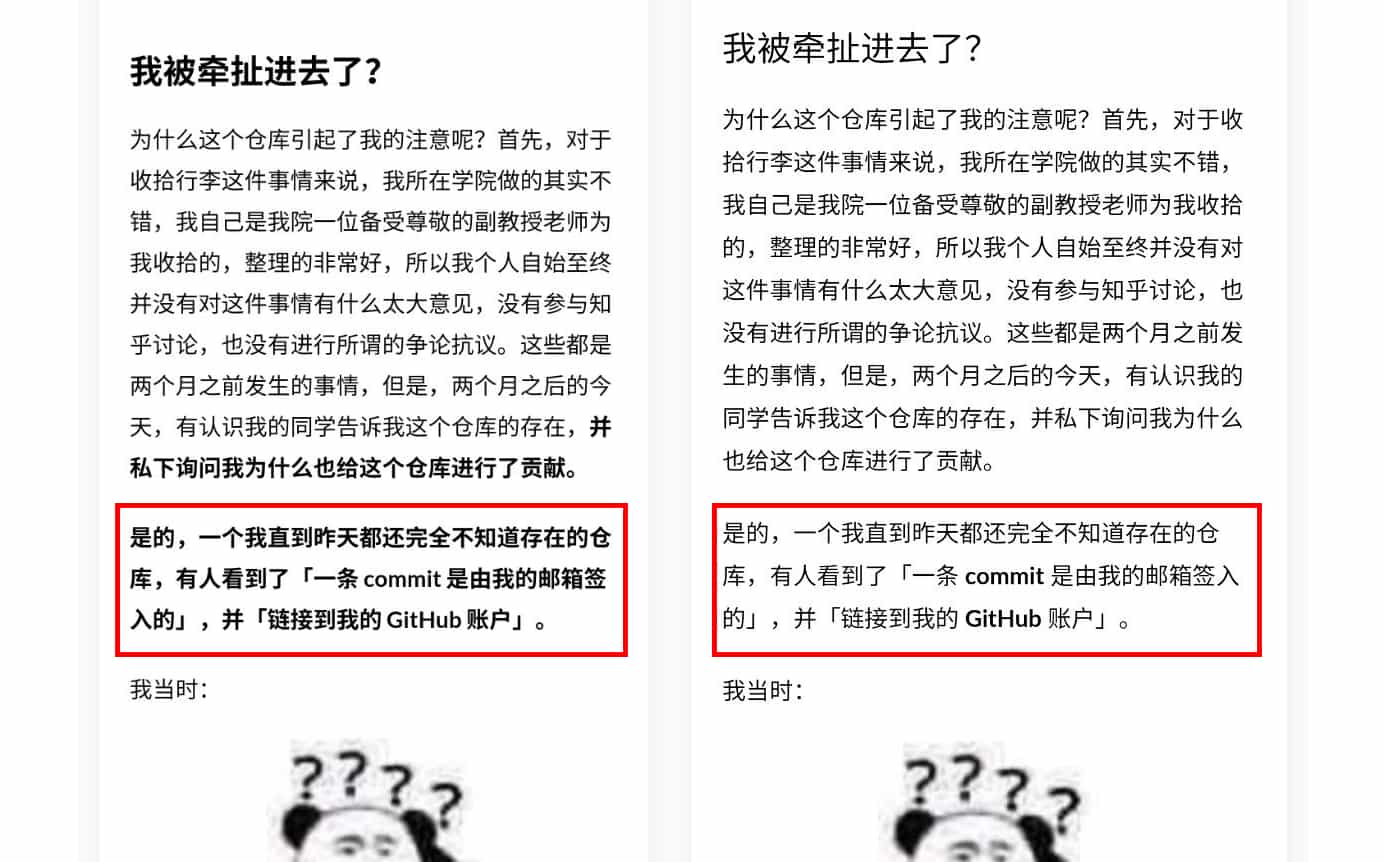 我被牵扯进去了？
为什么这个仓库引起了我的注意呢？首先，对于
收拾行李这件事情来说，我所在学院做的其实不
错，我自己是我院一位备受尊敬的副教授老师为
我收拾的，整理的非常好，所以我个人自始至终
并没有对这件事情有什么太大意见，没有参与知
乎讨论，也没有进行所谓的争论抗议。这些都是
两个月之前发生的事情，但是，两个月之后的今
天，有认识我的同学告诉我这个仓库的存在，并
私下询问我为什么也给这个仓库进行了贡献。
是的，一个我直到昨天都还完全不知道存在的仓
库，有人看到了「一条 commit 是由我的邮箱签
入的」，并「链接到我的 GitHub 账户」。
我当时：
? ? ? ?
我被牵扯进去了？
为什么这个仓库引起了我的注意呢？首先，对于收
拾行李这件事情来说，我所在学院做的其实不错，
我自己是我院一位备受尊敬的副教授老师为我收拾
的，整理的非常好，所以我个人自始至终并没有对
这件事情有什么太大意见，没有参与知乎讨论，也
没有进行所谓的争论抗议。这些都是两个月之前发
生的事情，但是，两个月之后的今天，有认识我的
同学告诉我这个仓库的存在，并私下询问我为什么
也给这个仓库进行了贡献。
是的，一个我直到昨天都还完全不知道存在的仓
库，有人看到了「一条 commit 是由我的邮箱签入
的」，并「链接到我的 GitHub 账户」。
我当时：
? ? ? ?